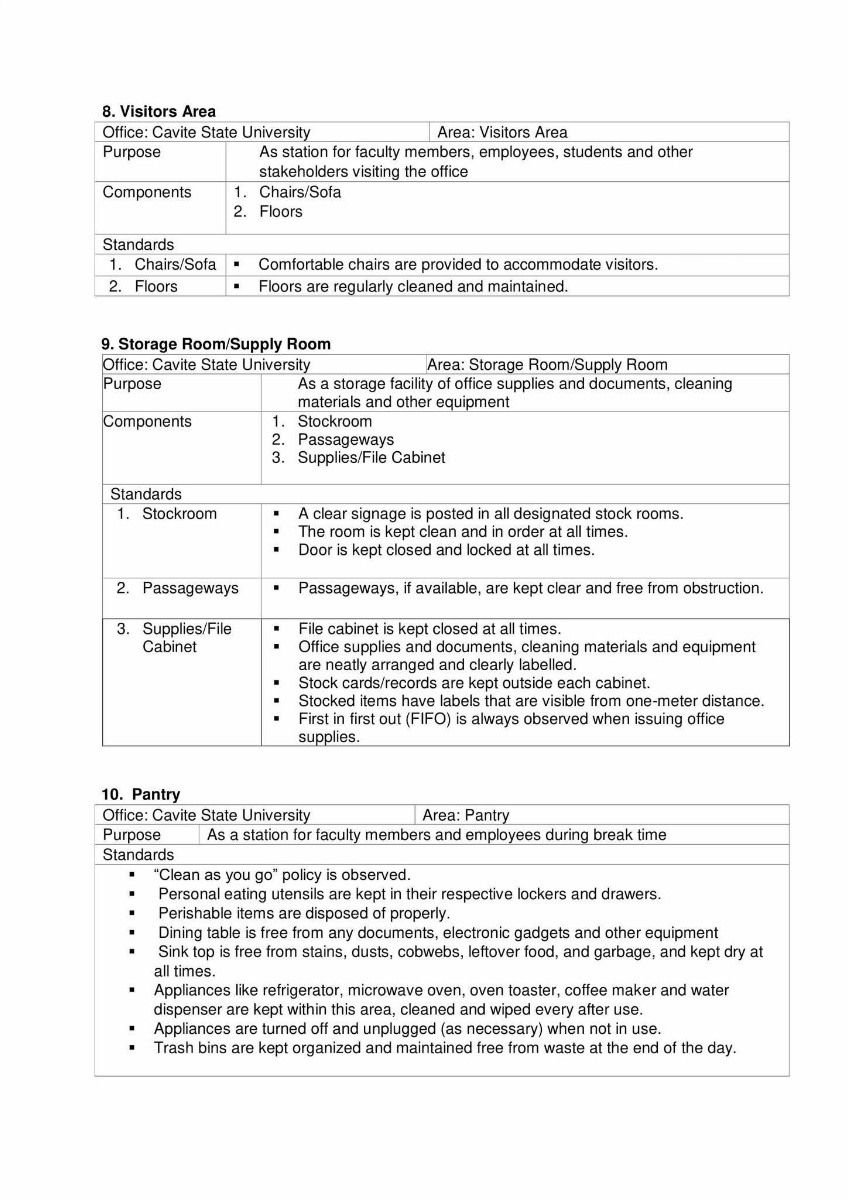 8. Visitors Area
Office: Cavite State University Area: Visitors Area
Purpose As station for faculty members, employees, students and other
stakeholders visiting the office
Components 1. Chairs/Sofa
2. Floors
Standards
1. Chairs/Sofa ▪ Comfortable chairs are provided to accommodate visitors.
2. Floors ▪ Floors are regularly cleaned and maintained.
9. Storage Room/Supply Room
Office: Cavite State University Area: Storage Room/Supply Room
Purpose As a storage facility of office supplies and documents, cleaning
materials and other equipment
Components 1. Stockroom
2. Passageways
3. Supplies/File Cabinet
Standards
1. Stockroom ▪ A clear signage is posted in all designated stock rooms.
▪ The room is kept clean and in order at all times.
▪ Door is kept closed and locked at all times.
2. Passageways ▪ Passageways, if available, are kept clear and free from obstruction.
3. Supplies/File ▪ File cabinet is kept closed at all times.
Cabinet ▪ Office supplies and documents, cleaning materials and equipment
are neatly arranged and clearly labelled.
▪ Stock cards/records are kept outside each cabinet.
▪ Stocked items have labels that are visible from one-meter distance.
▪ First in first out (FIFO) is always observed when issuing office
supplies.
10. Pantry
Office: Cavite State University Area: Pantry
Purpose As a station for faculty members and employees during break time
Standards
▪ “Clean as you go” policy is observed.
▪ Personal eating utensils are kept in their respective lockers and drawers.
▪ Perishable items are disposed of properly.
▪ Dining table is free from any documents, electronic gadgets and other equipment
▪ Sink top is free from stains, dusts, cobwebs, leftover food, and garbage, and kept dry at
all times.
▪ Appliances like refrigerator, microwave oven, oven toaster, coffee maker and water
dispenser are kept within this area, cleaned and wiped every after use.
▪ Appliances are turned off and unplugged (as necessary) when not in use.
▪ Trash bins are kept organized and maintained free from waste at the end of the day.